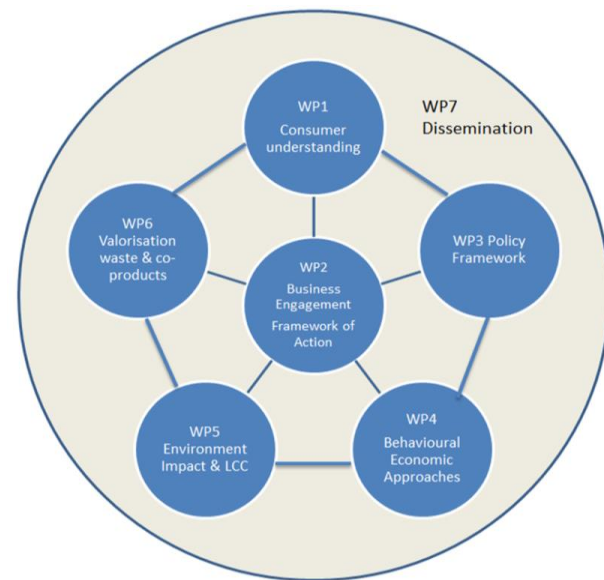 WP1
Consumer
understanding
WP7
Dissemination
WP6
Valorisation
waste & co-
products
WP3 Policy
Framework
WP2
Business
Engagement
Framework of
Action
WP5
Environment
Impact & LCC
WP4
Behavioural
Economic
Approaches